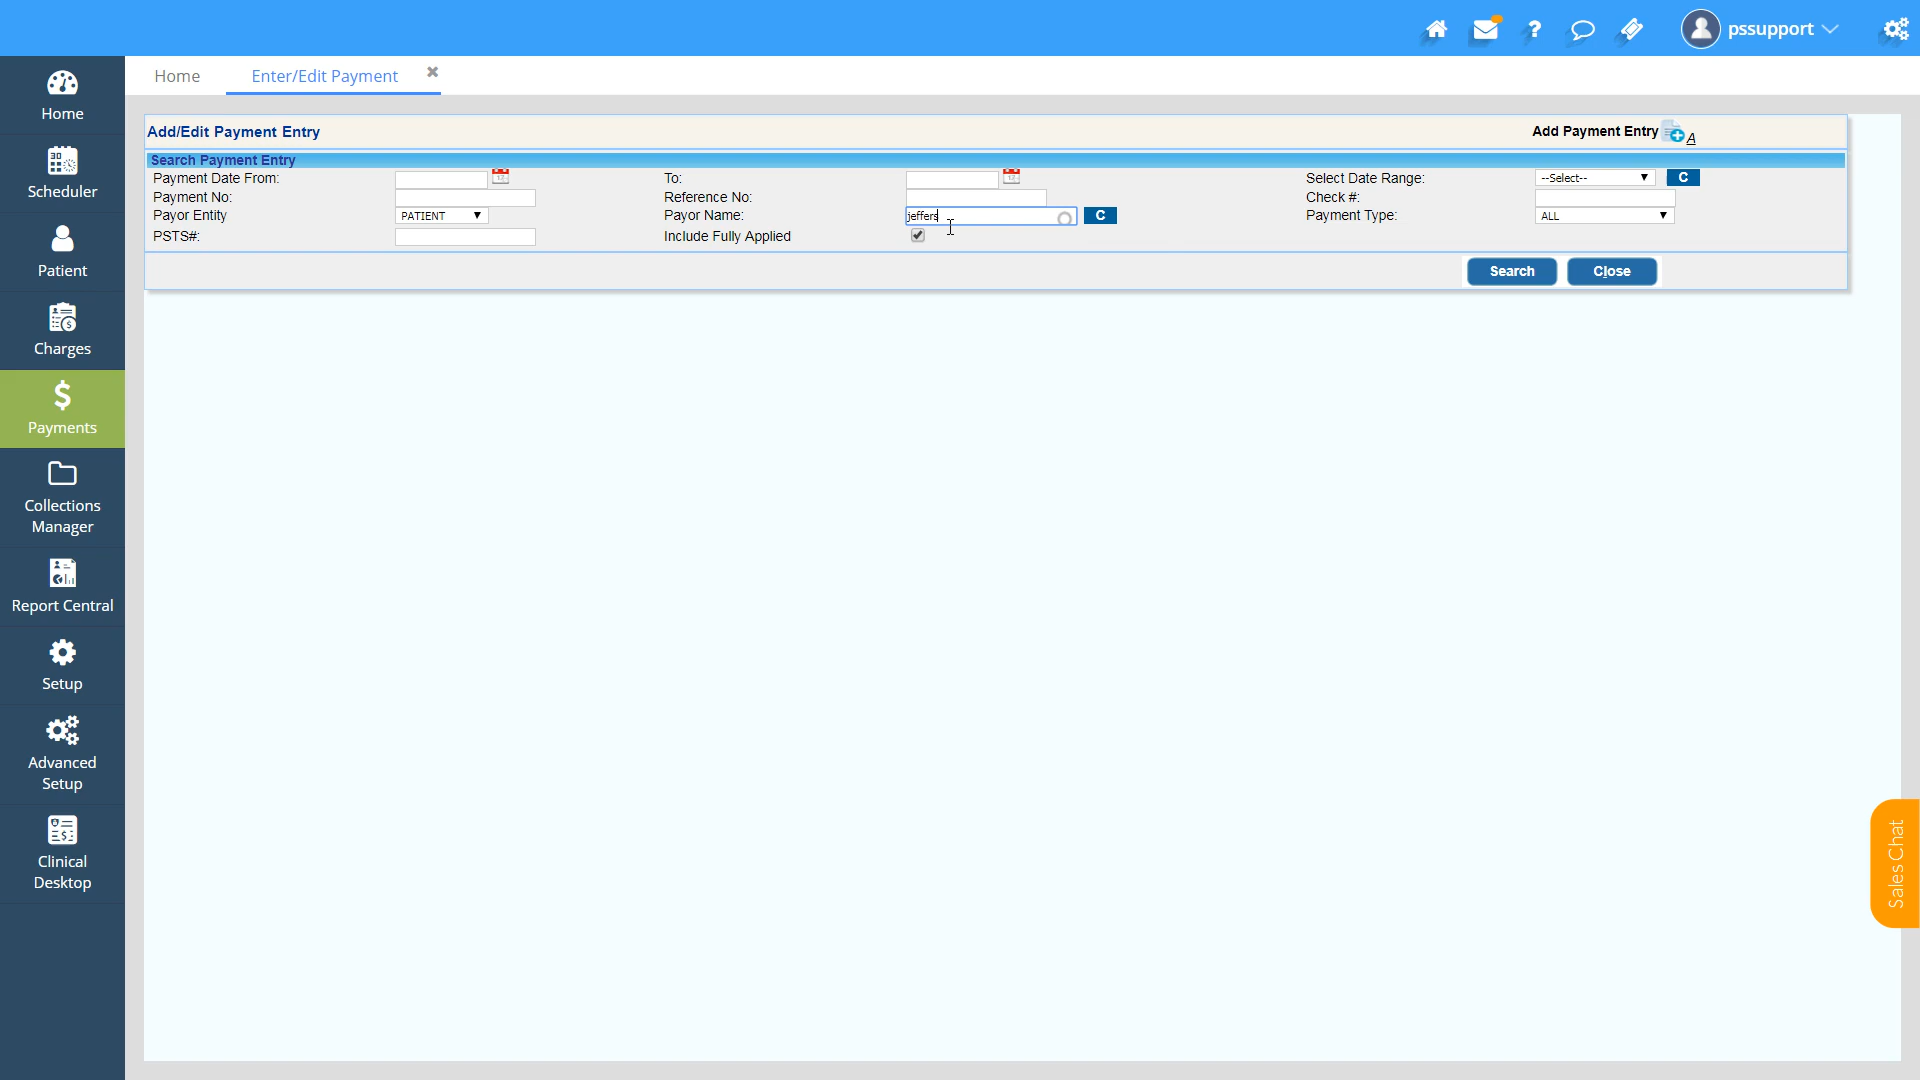 pssupport
Home
Enter/Edit Payment
Home
Scheduler
Patient
Charges
Payments
Collections
Manager
Report Central
Setup
Advanced
Setup
Clinical
Desktop
Add/Edit Payment Entry
Add Payment Entry A
Search Payment Entry
Payment Date From: To: Select Date Range: --Select-- C
Payment No: Reference No: Check #:
Payor Entity PATIENT Payor Name: jeffers C Payment Type: ALL
PSTS#: Include Fully Applied
Search Close
Sales Chat